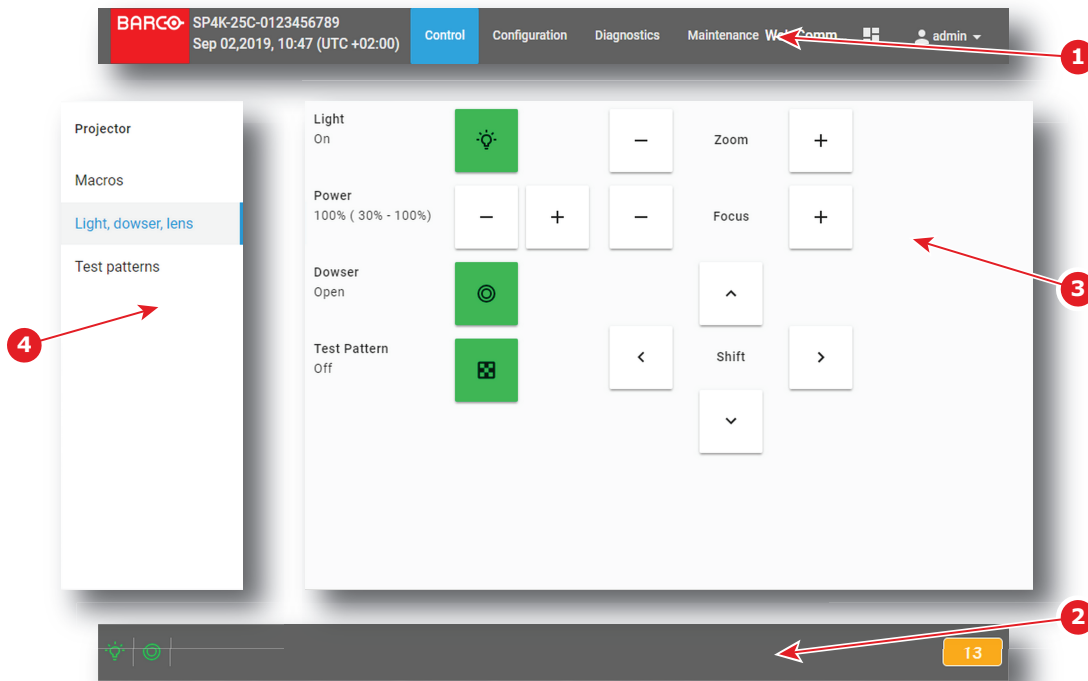 BARCO SP4K-25C-0123456789
Sep 02,2019, 10:47 (UTC +02:00)
Control Configuration Diagnostics Maintenance Comm admin
1
Projector
Macros
Light, dowser, lens
Test patterns
4
Light
On
Zoom
Power
100% ( 30% - 100%)
Focus
Dowser
Open
Test Pattern
Off
Shift
3
2
13